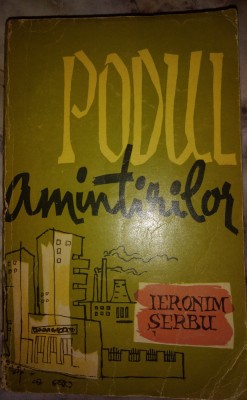 PODUL
amintirilor
IERONIM
ȘERBU